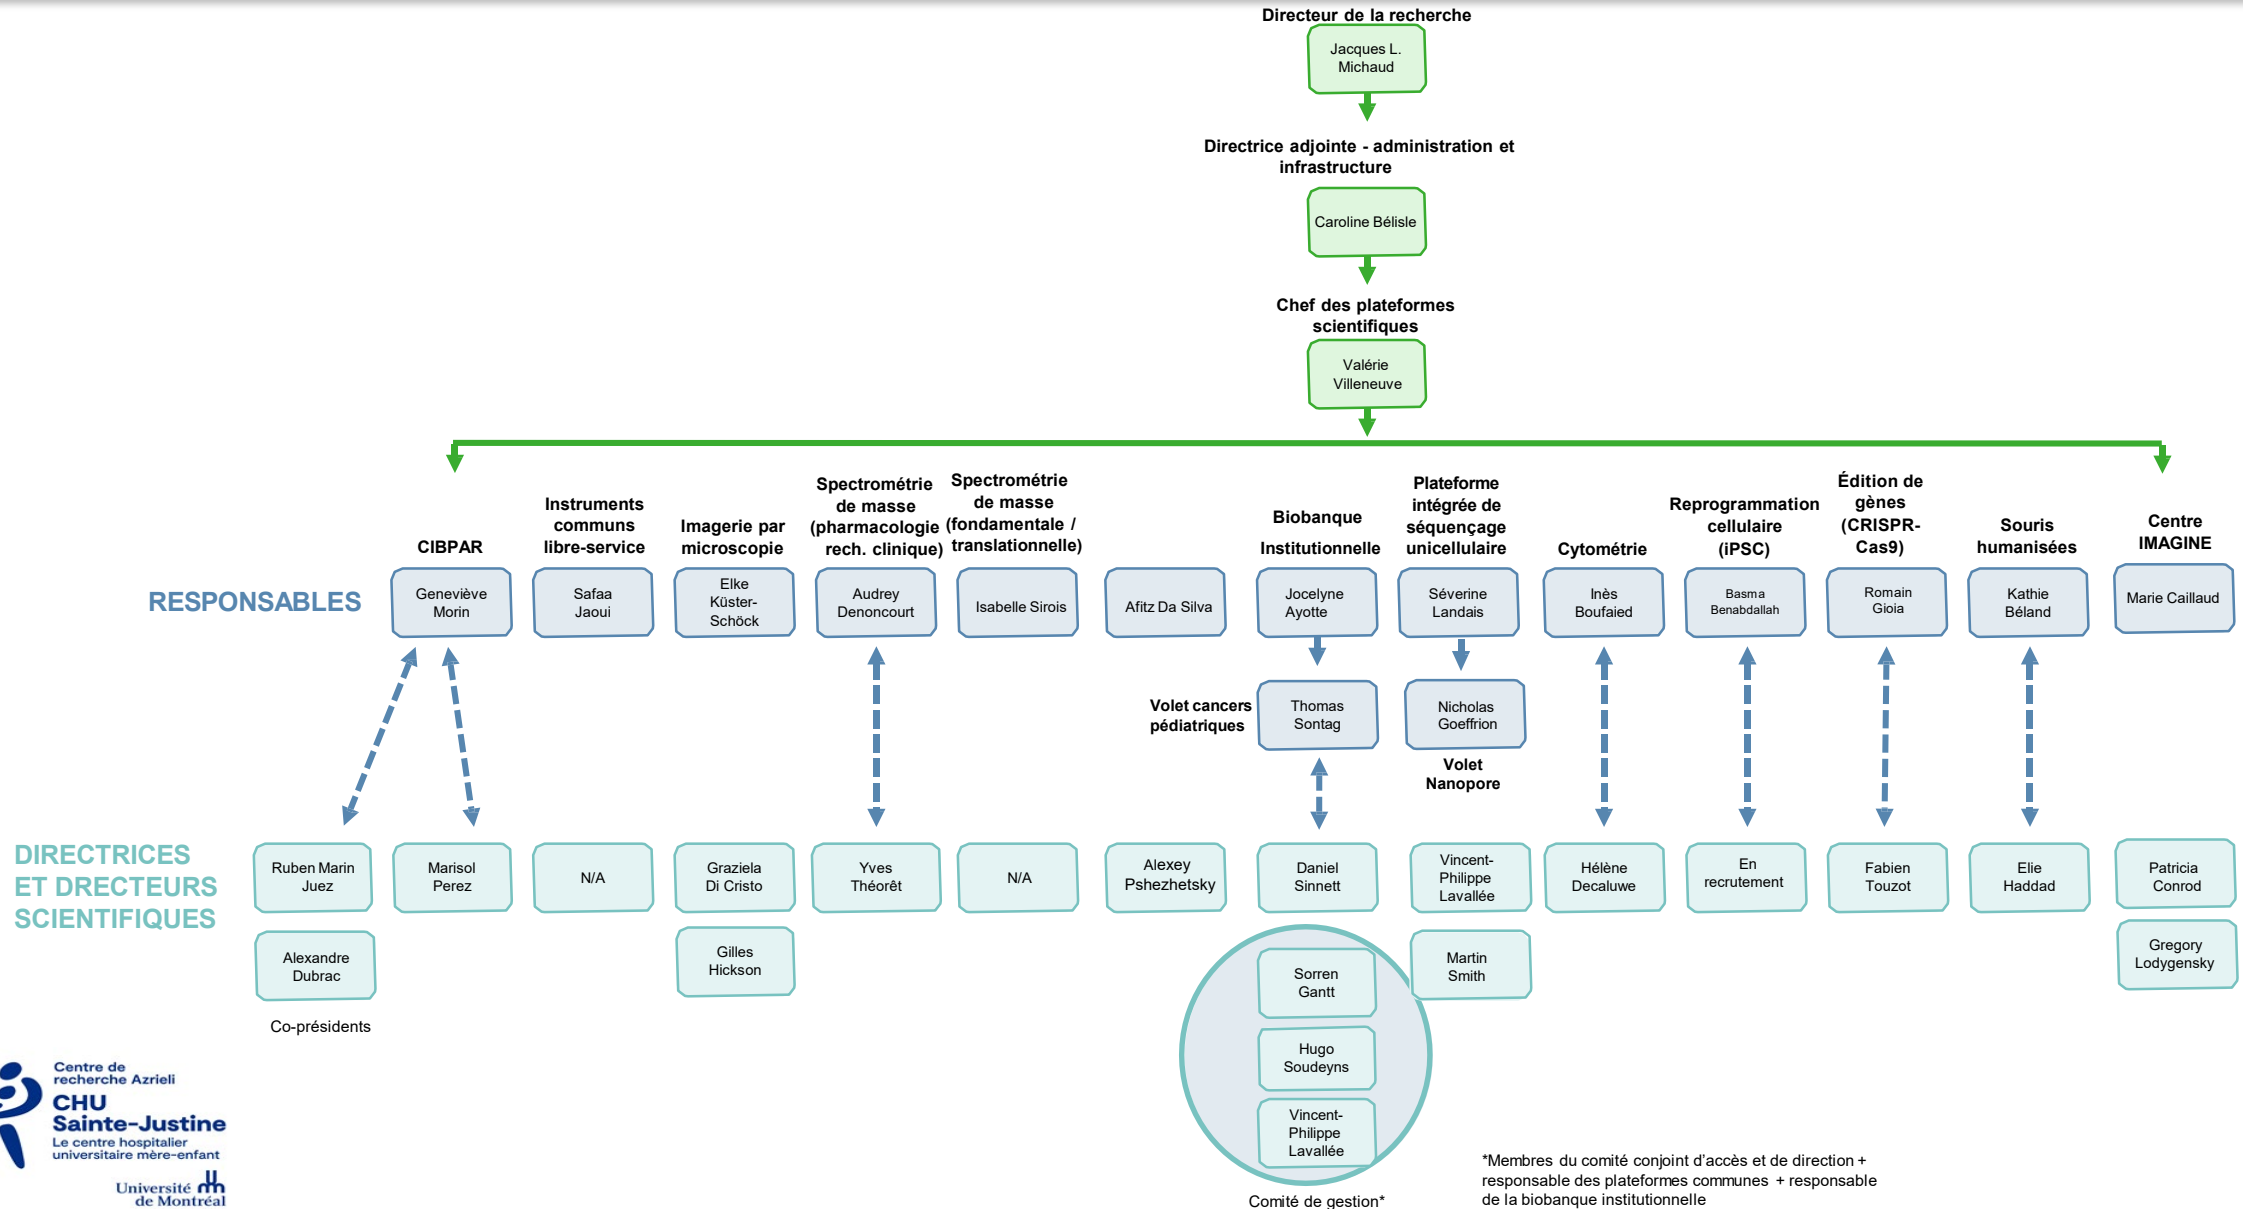 Directeur de la recherche
Jacques L.
Michaud
Directrice adjointe - administration et
infrastructure
Caroline Bélisle
Chef des plateformes
scientifiques
Valérie
Villeneuve
CIBPAR
Instruments
communs
libre-service
Imagerie par
microscopie
Spectrométrie
de masse
(pharmacologie
rech. clinique)
Spectrométrie
de masse
(fondamentale /
translationnelle)
Biobanque
Institutionnelle
Plateforme
intégrée de
séquençage
unicellulaire
Cytométrie
Reprogrammation
cellulaire
(iPSC)
Édition de
gènes
(CRISPR-
Cas9)
Souris
humanisées
Centre
IMAGINE
RESPONSABLES
Geneviève
Morin
Safaa
Jaoui
Elke
Küster-
Schöck
Audrey
Denoncourt
Isabelle Sirois
Afitz Da Silva
Jocelyne
Ayotte
Séverine
Landais
Inès
Boufaied
Basma
Benabdallah
Romain
Gioia
Kathie
Béland
Marie Caillaud
Volet cancers
pédiatriques
Thomas
Sontag
Nicholas
Goeffrion
Volet
Nanopore
DIRECTRICES
ET DRECTEURS
SCIENTIFIQUES
Ruben Marin
Juez
Marisol
Perez
N/A
Graziela
Di Cristo
Yves
Théorêt
N/A
Alexey
Pshezhetsky
Daniel
Sinnett
Vincent-
Philippe
Lavallée
Hélène
Decaluwe
En
recrutement
Fabien
Touzot
Elie
Haddad
Patricia
Conrod
Alexandre
Dubrac
Gilles
Hickson
Sorren
Gantt
Martin
Smith
Gregory
Lodygensky
Co-présidents
Hugo
Soudeyns
Vincent-
Philippe
Lavallée
Comité de gestion*
*Membres du comité conjoint d'accès et de direction +
responsable des plateformes communes + responsable
de la biobanque institutionnelle
Centre de
recherche Azrieli
CHU
Sainte-Justine
Le centre hospitalier
universitaire mère-enfant
Université
de Montréal